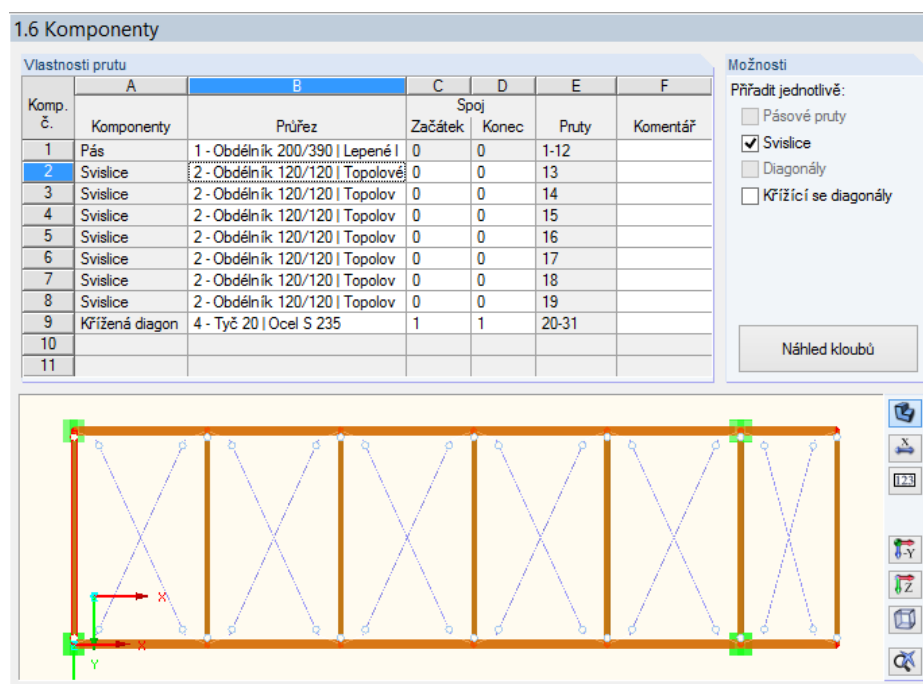 1.6 Komponenty
Vlastnosti prutu
A B C D E F
Komp. č. Komponenty Průřez Spoj Začátek Konec Pruty Komentář
1 Pás 1 - Obdélník 200/390 | Lepené l 0 0 1-12
2 Svislice 2 - Obdélník 120/120 | Topolové 0 0 13
3 Svislice 2 - Obdélník 120/120 | Topolov 0 0 14
4 Svislice 2 - Obdélník 120/120 | Topolov 0 0 15
5 Svislice 2 - Obdélník 120/120 | Topolov 0 0 16
6 Svislice 2 - Obdélník 120/120 | Topolov 0 0 17
7 Svislice 2 - Obdélník 120/120 | Topolov 0 0 18
8 Svislice 2 - Obdélník 120/120 | Topolov 0 0 19
9 Křížená diagon 4 - Tyč 20 | Ocel S 235 1 1 20-31
10
11
Možnosti
Přiřadit jednotlivě:
Pásové pruty
Svislice
Diagonály
Křížící se diagonály
Náhled kloubů
X
X
Y
X
123
-Y
Z